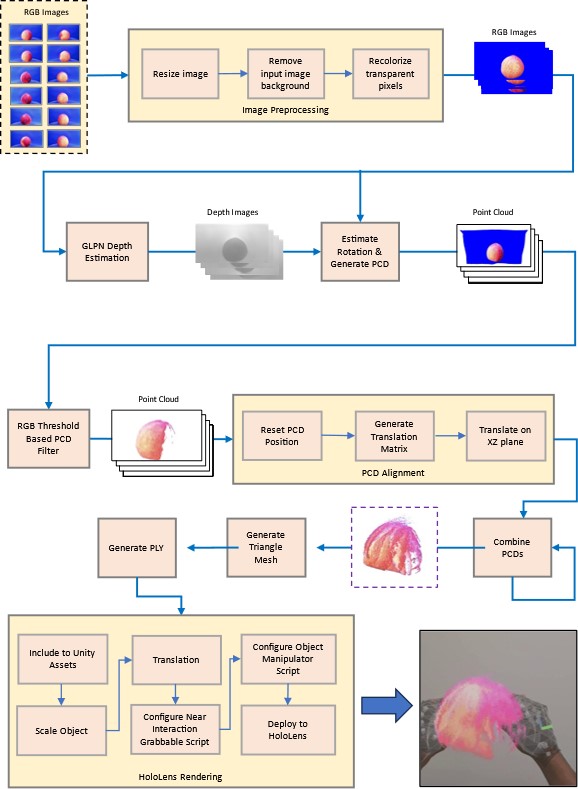 RGB Images
Resize image
Remove
input image
background
Recolorize
transparent
pixels
Image Preprocessing
RGB Images
GLPN Depth
Estimation
Depth Images
Estimate
Rotation &
Generate PCD
Point Cloud
RGB Threshold
Based PCD
Filter
Point Cloud
Reset PCD
Position
Generate
Translation
Matrix
Translate on
XZ plane
PCD Alignment
Combine
PCDs
Generate
Triangle
Mesh
Generate PLY
Include to Unity
Assets
Scale Object
Translation
Configure Near
Interaction
Grabbable Script
Configure Object
Manipulator
Script
Deploy to
HoloLens
HoloLens Rendering